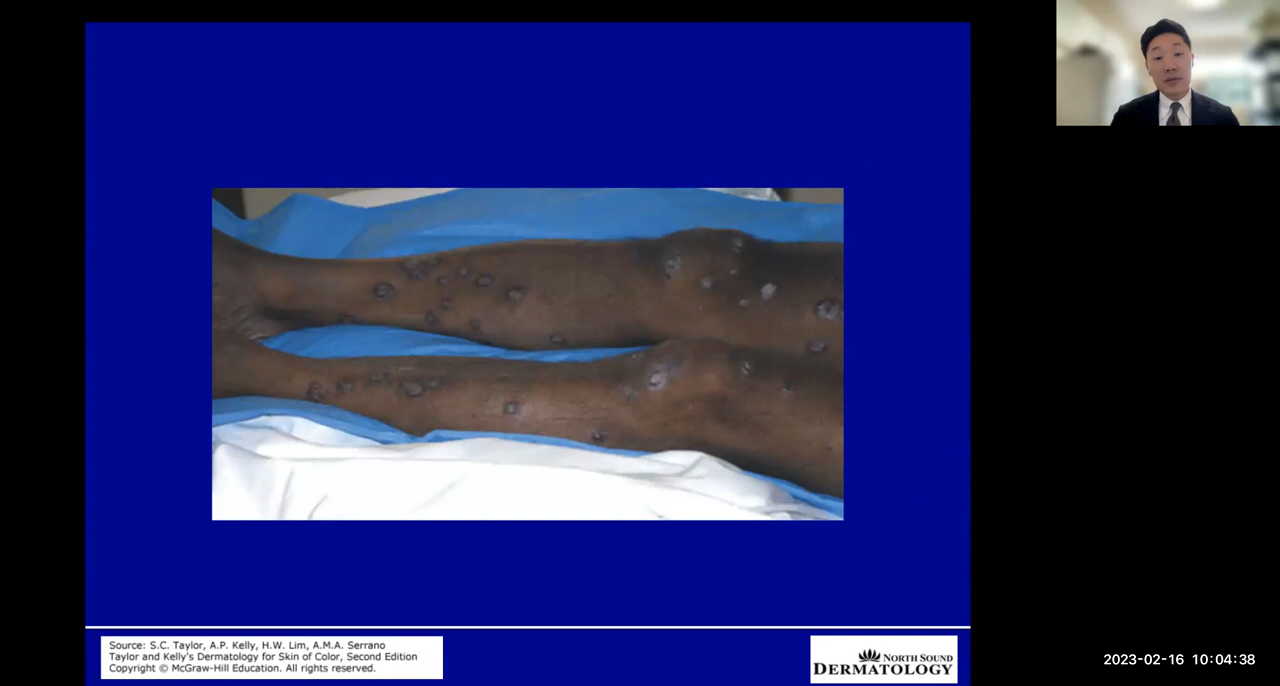 Source: S.C. Taylor, A.P. Kelly, H.W. Lim, A.M.A. Serrano
Taylor and Kelly's Dermatology for Skin of Color, Second Edition
Copyright © McGraw-Hill Education. All rights reserved.
NORTH SOUND
DERMATOLOGY
2023-02-16 10:04:38